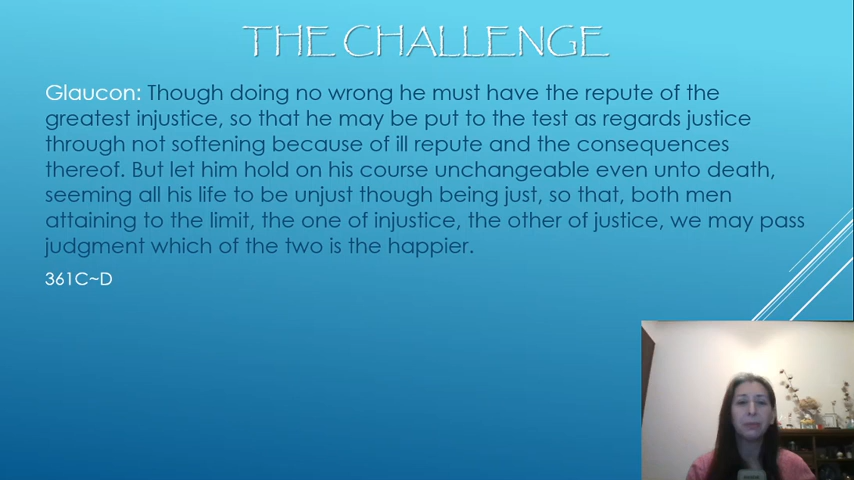 THE CHALLENGE
Glaucon: Though doing no wrong he must have the repute of the
greatest injustice, so that he may be put to the test as regards justice
through not softening because of ill repute and the consequences
thereof. But let him hold on his course unchangeable even unto death,
seeming all his life to be unjust though being just, so that, both men
attaining to the limit, the one of injustice, the other of justice, we may pass
judgment which of the two is the happier.
361C~D